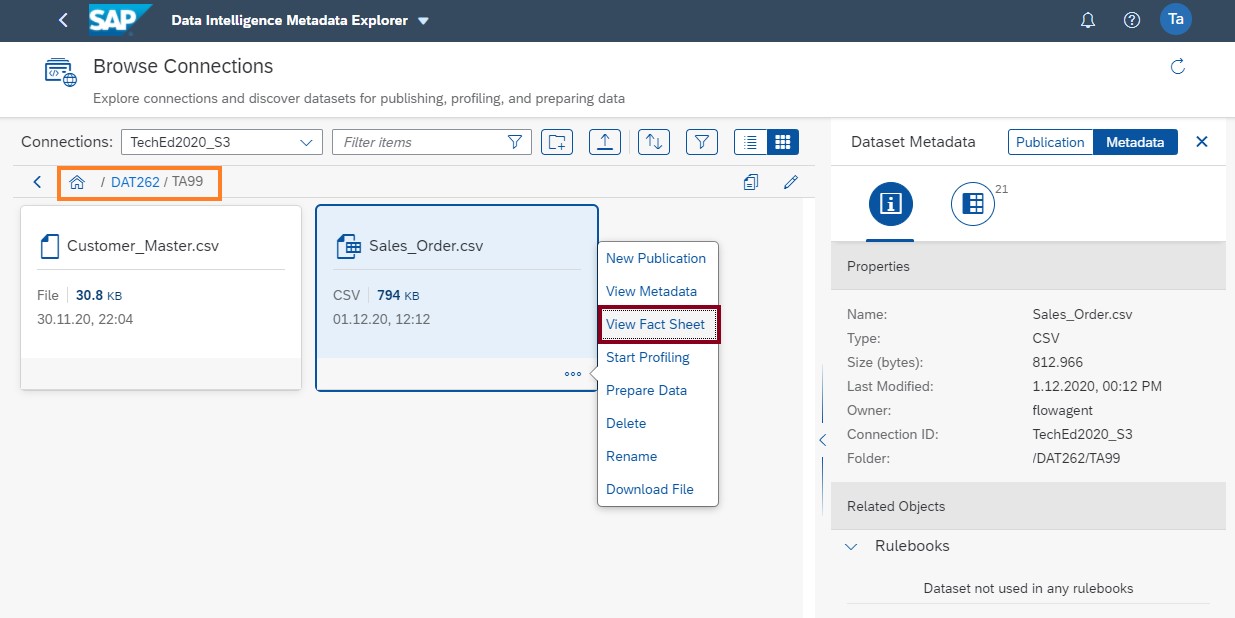 SAP Data Intelligence Metadata Explorer
Ta
Browse Connections
Explore connections and discover datasets for publishing, profiling, and preparing data
Connections: TechEd2020_S3 Filter items
/ DAT262 / TA99
Customer_Master.csv
File 30.8 KB
30.11.20, 22:04
Sales_Order.csv
CSV 794 KB
01.12.20, 12:12
New Publication
View Metadata
View Fact Sheet
Start Profiling
Prepare Data
Delete
Rename
Download File
Dataset Metadata Publication Metadata
21
Properties
Name: Sales_Order.csv
Type: CSV
Size (bytes): 812.966
Last Modified: 1.12.2020, 00:12 PM
Owner: flowagent
Connection ID: TechEd2020_S3
Folder: /DAT262/TA99
Related Objects
Rulebooks
Dataset not used in any rulebooks